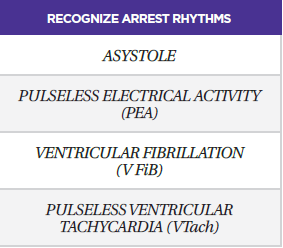 RECOGNIZE ARREST RHYTHMS
ASYSTOLE
PULSELESS ELECTRICAL ACTIVITY
(PEA)
VENTRICULAR FIBRILLATION
(V FiB)
PULSELESS VENTRICULAR
TACHYCARDIA (VTach)